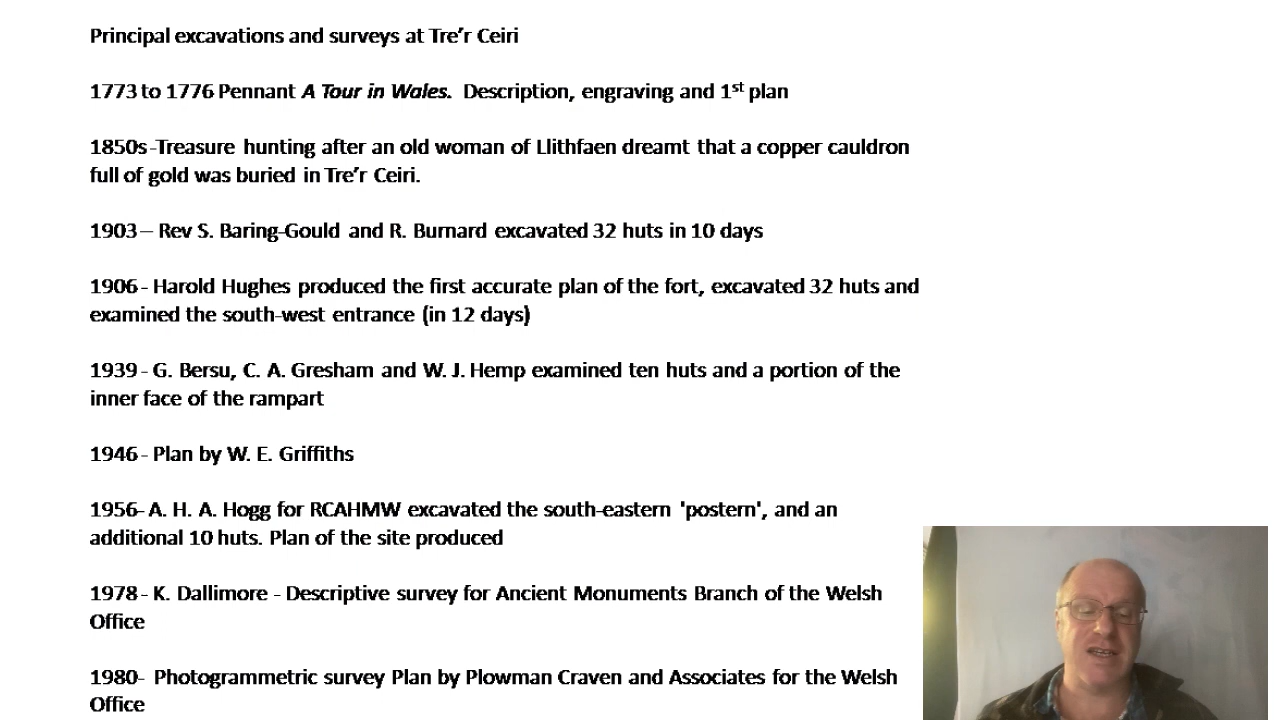 Principal excavations and surveys at Tre’r Ceiri
1773 to 1776 Pennant A Tour in Wales. Description, engraving and 1st plan
1850s -Treasure hunting after an old woman of Llithfaen dreamt that a copper cauldron
full of gold was buried in Tre’r Ceiri.
1903 – Rev S. Baring-Gould and R. Burnard excavated 32 huts in 10 days
1906 - Harold Hughes produced the first accurate plan of the fort, excavated 32 huts and
examined the south-west entrance (in 12 days)
1939 - G. Bersu, C. A. Gresham and W. J. Hemp examined ten huts and a portion of the
inner face of the rampart
1946 - Plan by W. E. Griffiths
1956- A. H. A. Hogg for RCAHMW excavated the south-eastern 'postern', and an
additional 10 huts. Plan of the site produced
1978 - K. Dallimore - Descriptive survey for Ancient Monuments Branch of the Welsh
Office
1980- Photogrammetric survey Plan by Plowman Craven and Associates for the Welsh
Office